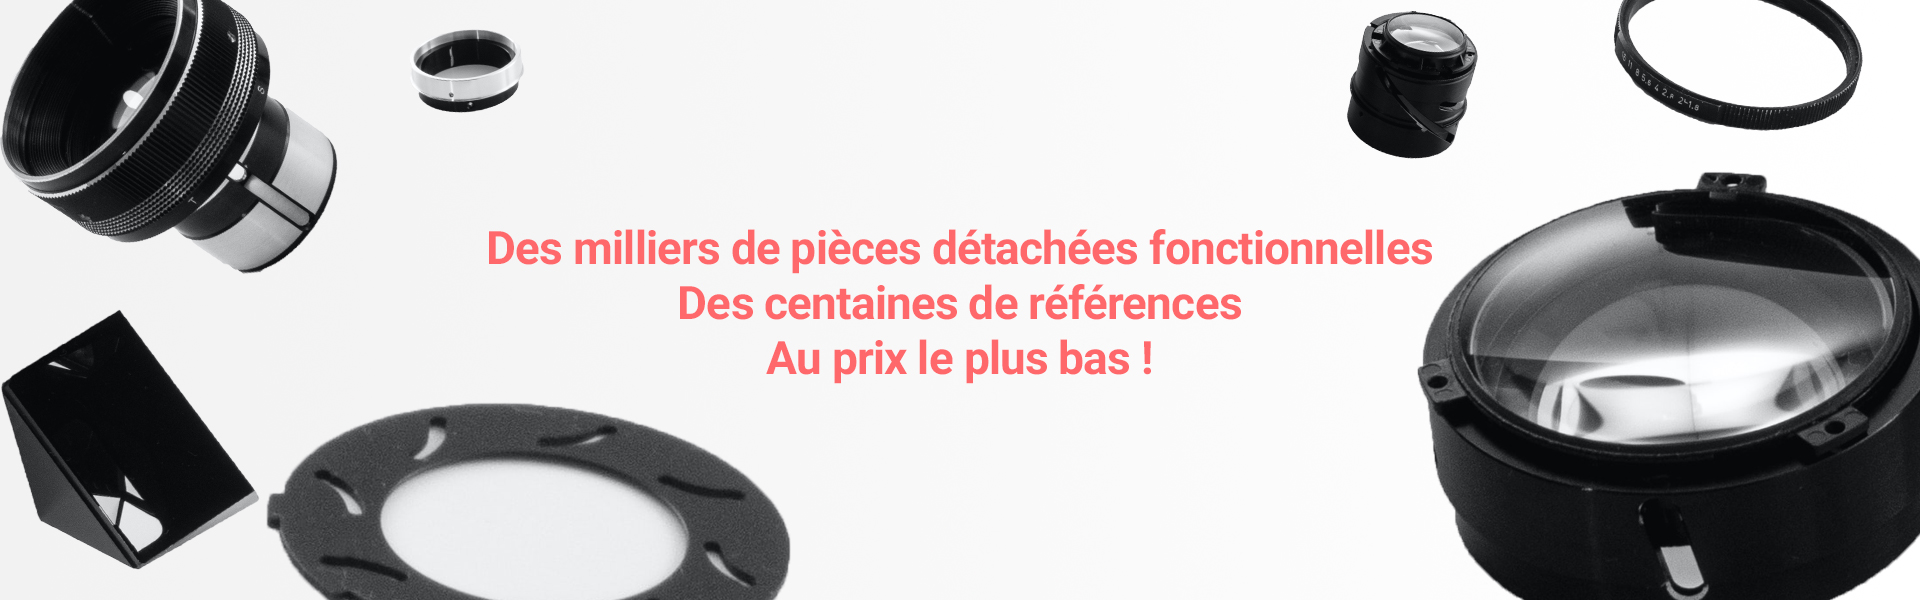 Des milliers de pièces détachées fonctionnelles
Des centaines de références
Au prix le plus bas !